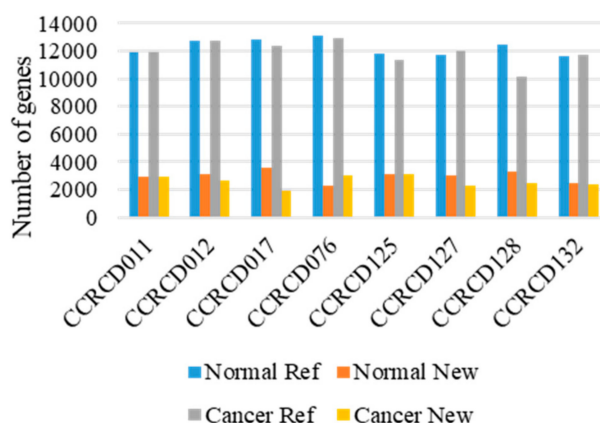 Number of genes
14000
12000
10000
8000
6000
4000
2000
0
CCRCD011
CCRCD012
CCRCD017
CCRCD076
CCRCD125
CCRCD127
CCRCD128
CCRCD132
Normal Ref
Normal New
Cancer Ref
Cancer New